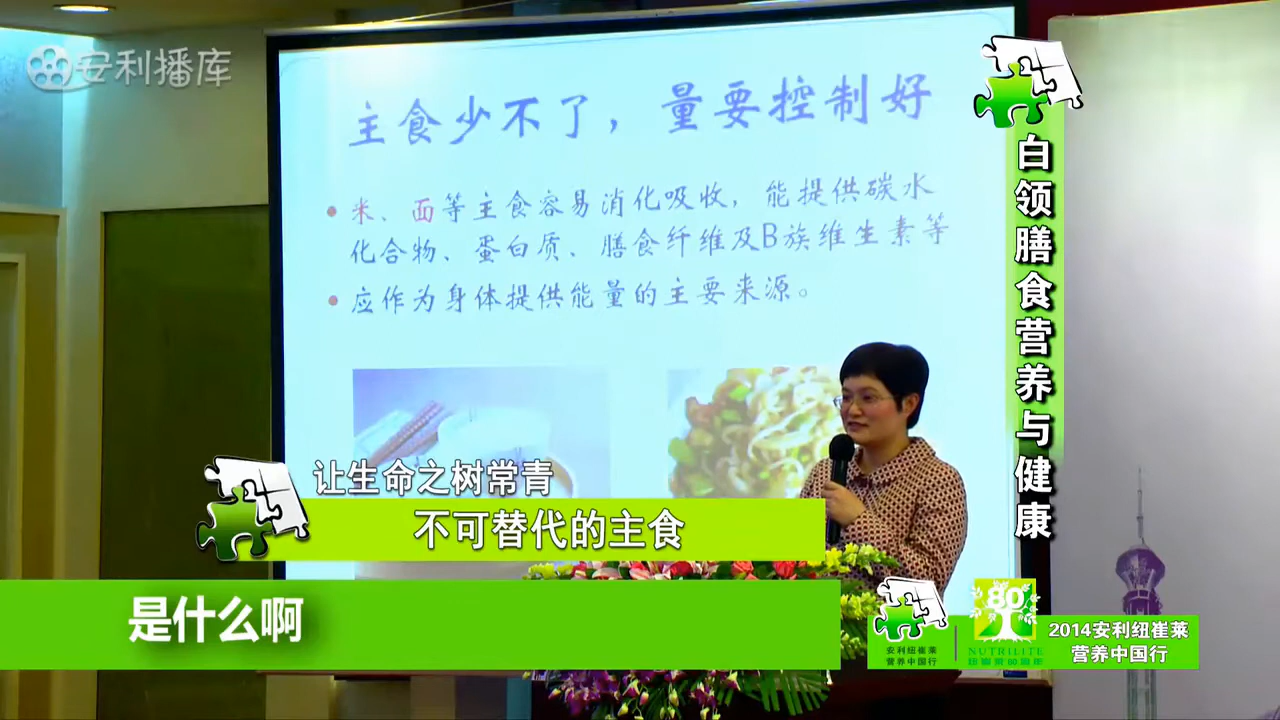 安利播库
主食少不了，量要控制好
米、面等主食容易消化吸收，能提供碳水
化合物、蛋白质、膳食纤维及B族维生素等
应作为身体提供能量的主要来源。
白领膳食营养与健康
让生命之树常青
不可替代的主食
是什么啊
安利纽崔莱
营养中国行
80
NUTRILITE
纽崔莱80周年
2014安利纽崔莱
营养中国行